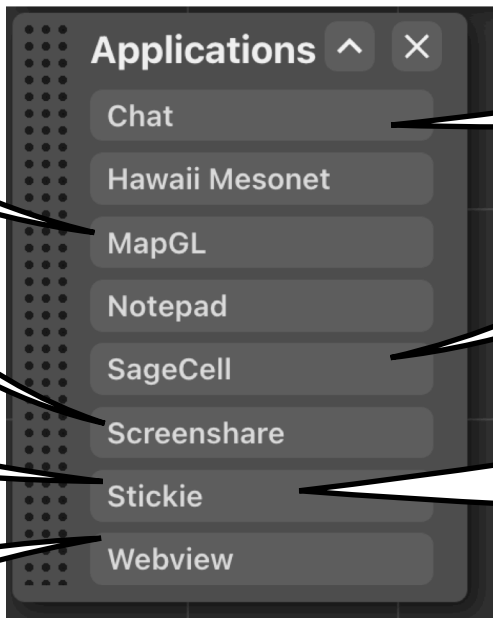 Applications
Chat
Hawaii Mesonet
MapGL
Notepad
SageCell
Screenshare
Stickie
Webview